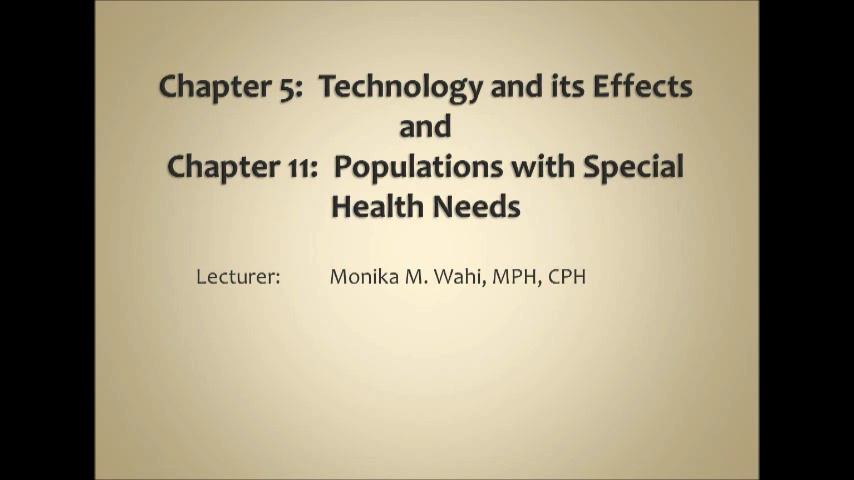 Chapter 5: Technology and its Effects
and
Chapter 11: Populations with Special
Health Needs
Lecturer: Monika M. Wahi, MPH, CPH